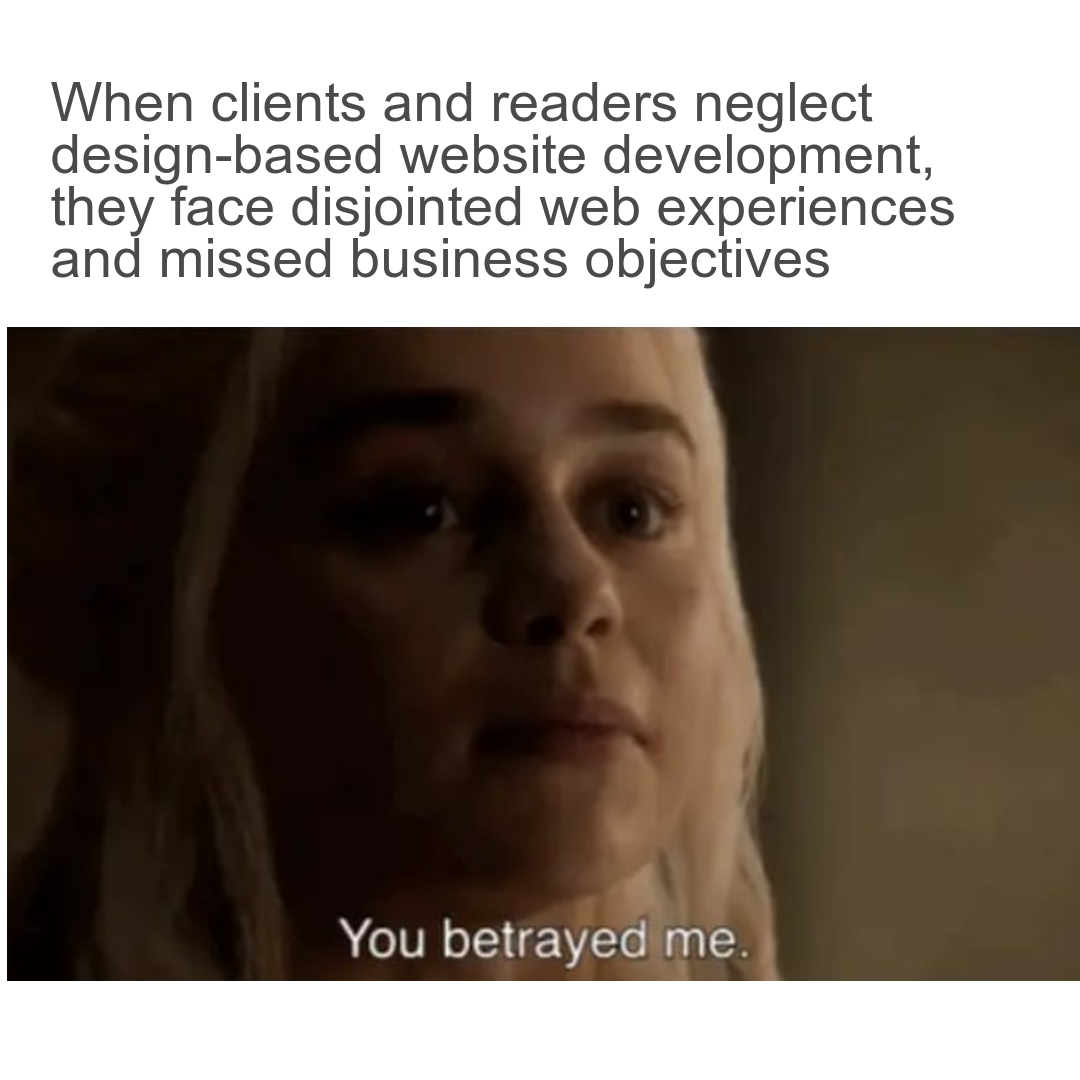 When clients and readers neglect
design-based website development,
they face disjointed web experiences
and missed business objectives
You betrayed me.